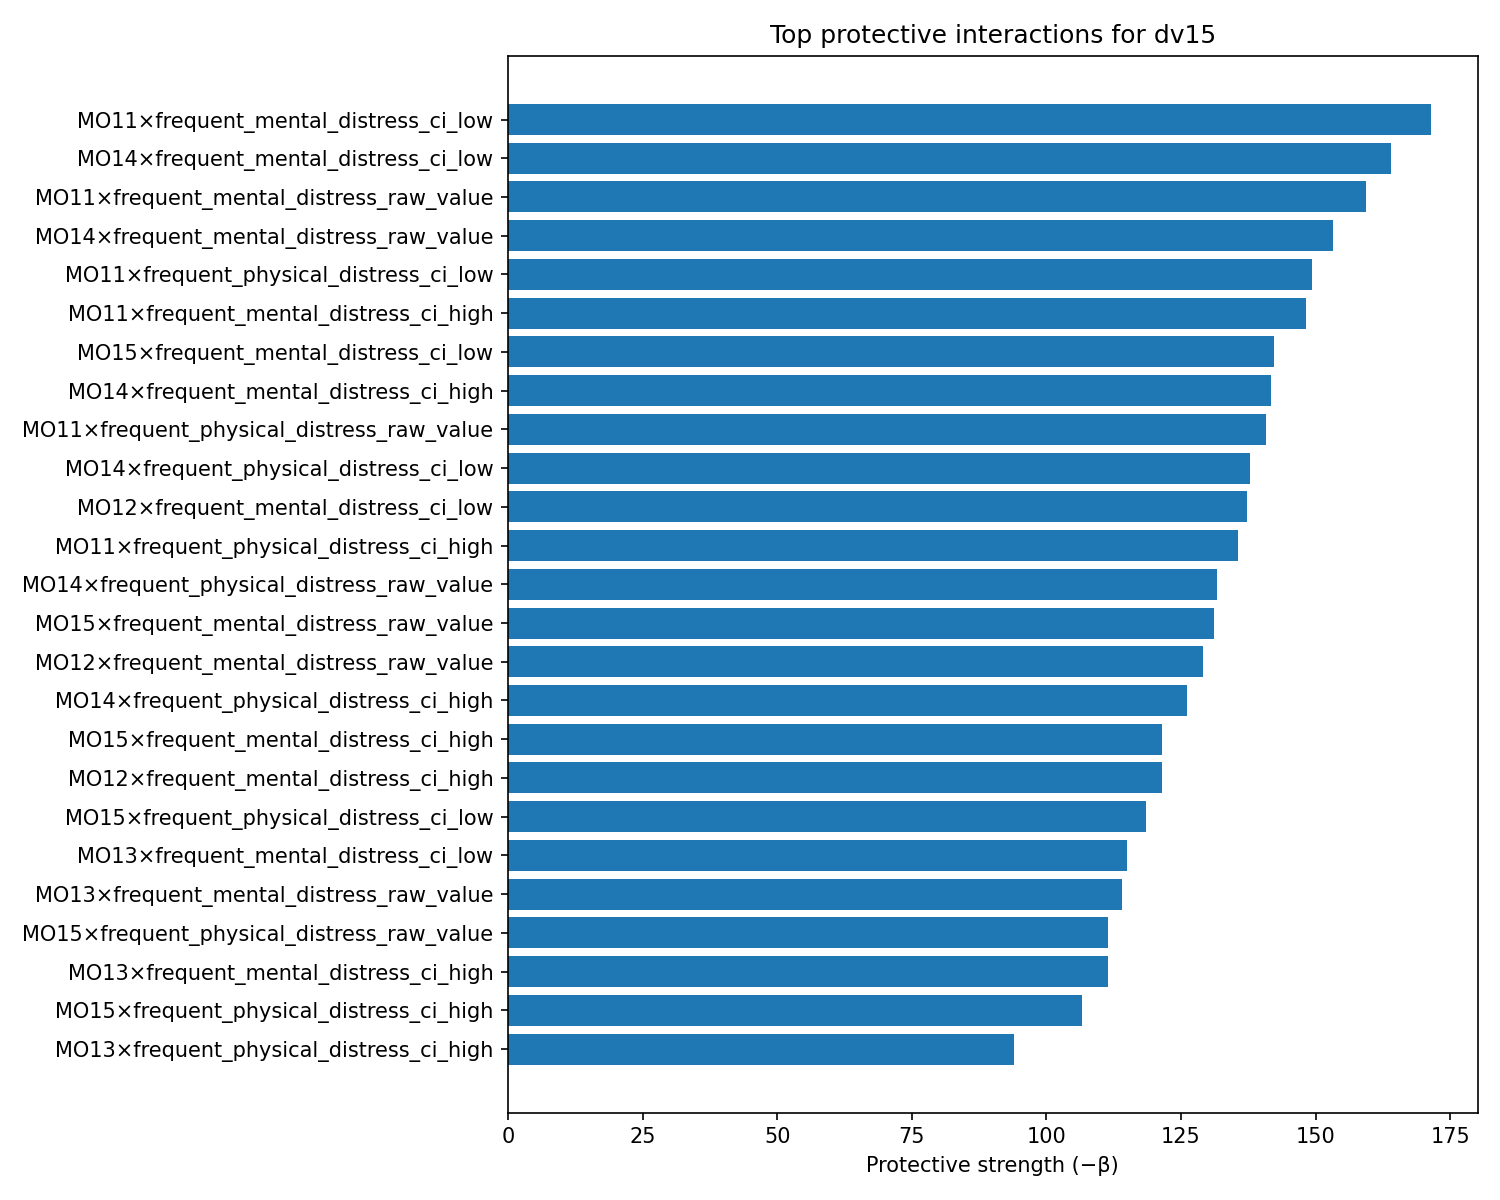 Top protective interactions for dv15
MO11×frequent_mental_distress_ci_low
MO14×frequent_mental_distress_ci_low
MO11×frequent_mental_distress_raw_value
MO14×frequent_mental_distress_raw_value
MO11×frequent_physical_distress_ci_low
MO11×frequent_mental_distress_ci_high
MO15×frequent_mental_distress_ci_low
MO14×frequent_mental_distress_ci_high
MO11×frequent_physical_distress_raw_value
MO14×frequent_physical_distress_ci_low
MO12×frequent_mental_distress_ci_low
MO11×frequent_physical_distress_ci_high
MO14×frequent_physical_distress_raw_value
MO15×frequent_mental_distress_raw_value
MO12×frequent_mental_distress_raw_value
MO14×frequent_physical_distress_ci_high
MO15×frequent_mental_distress_ci_high
MO12×frequent_mental_distress_ci_high
MO15×frequent_physical_distress_ci_low
MO13×frequent_mental_distress_ci_low
MO13×frequent_mental_distress_raw_value
MO15×frequent_physical_distress_raw_value
MO13×frequent_mental_distress_ci_high
MO15×frequent_physical_distress_ci_high
MO13×frequent_physical_distress_ci_high
0 25 50 75 100 125 150 175
Protective strength (−β)